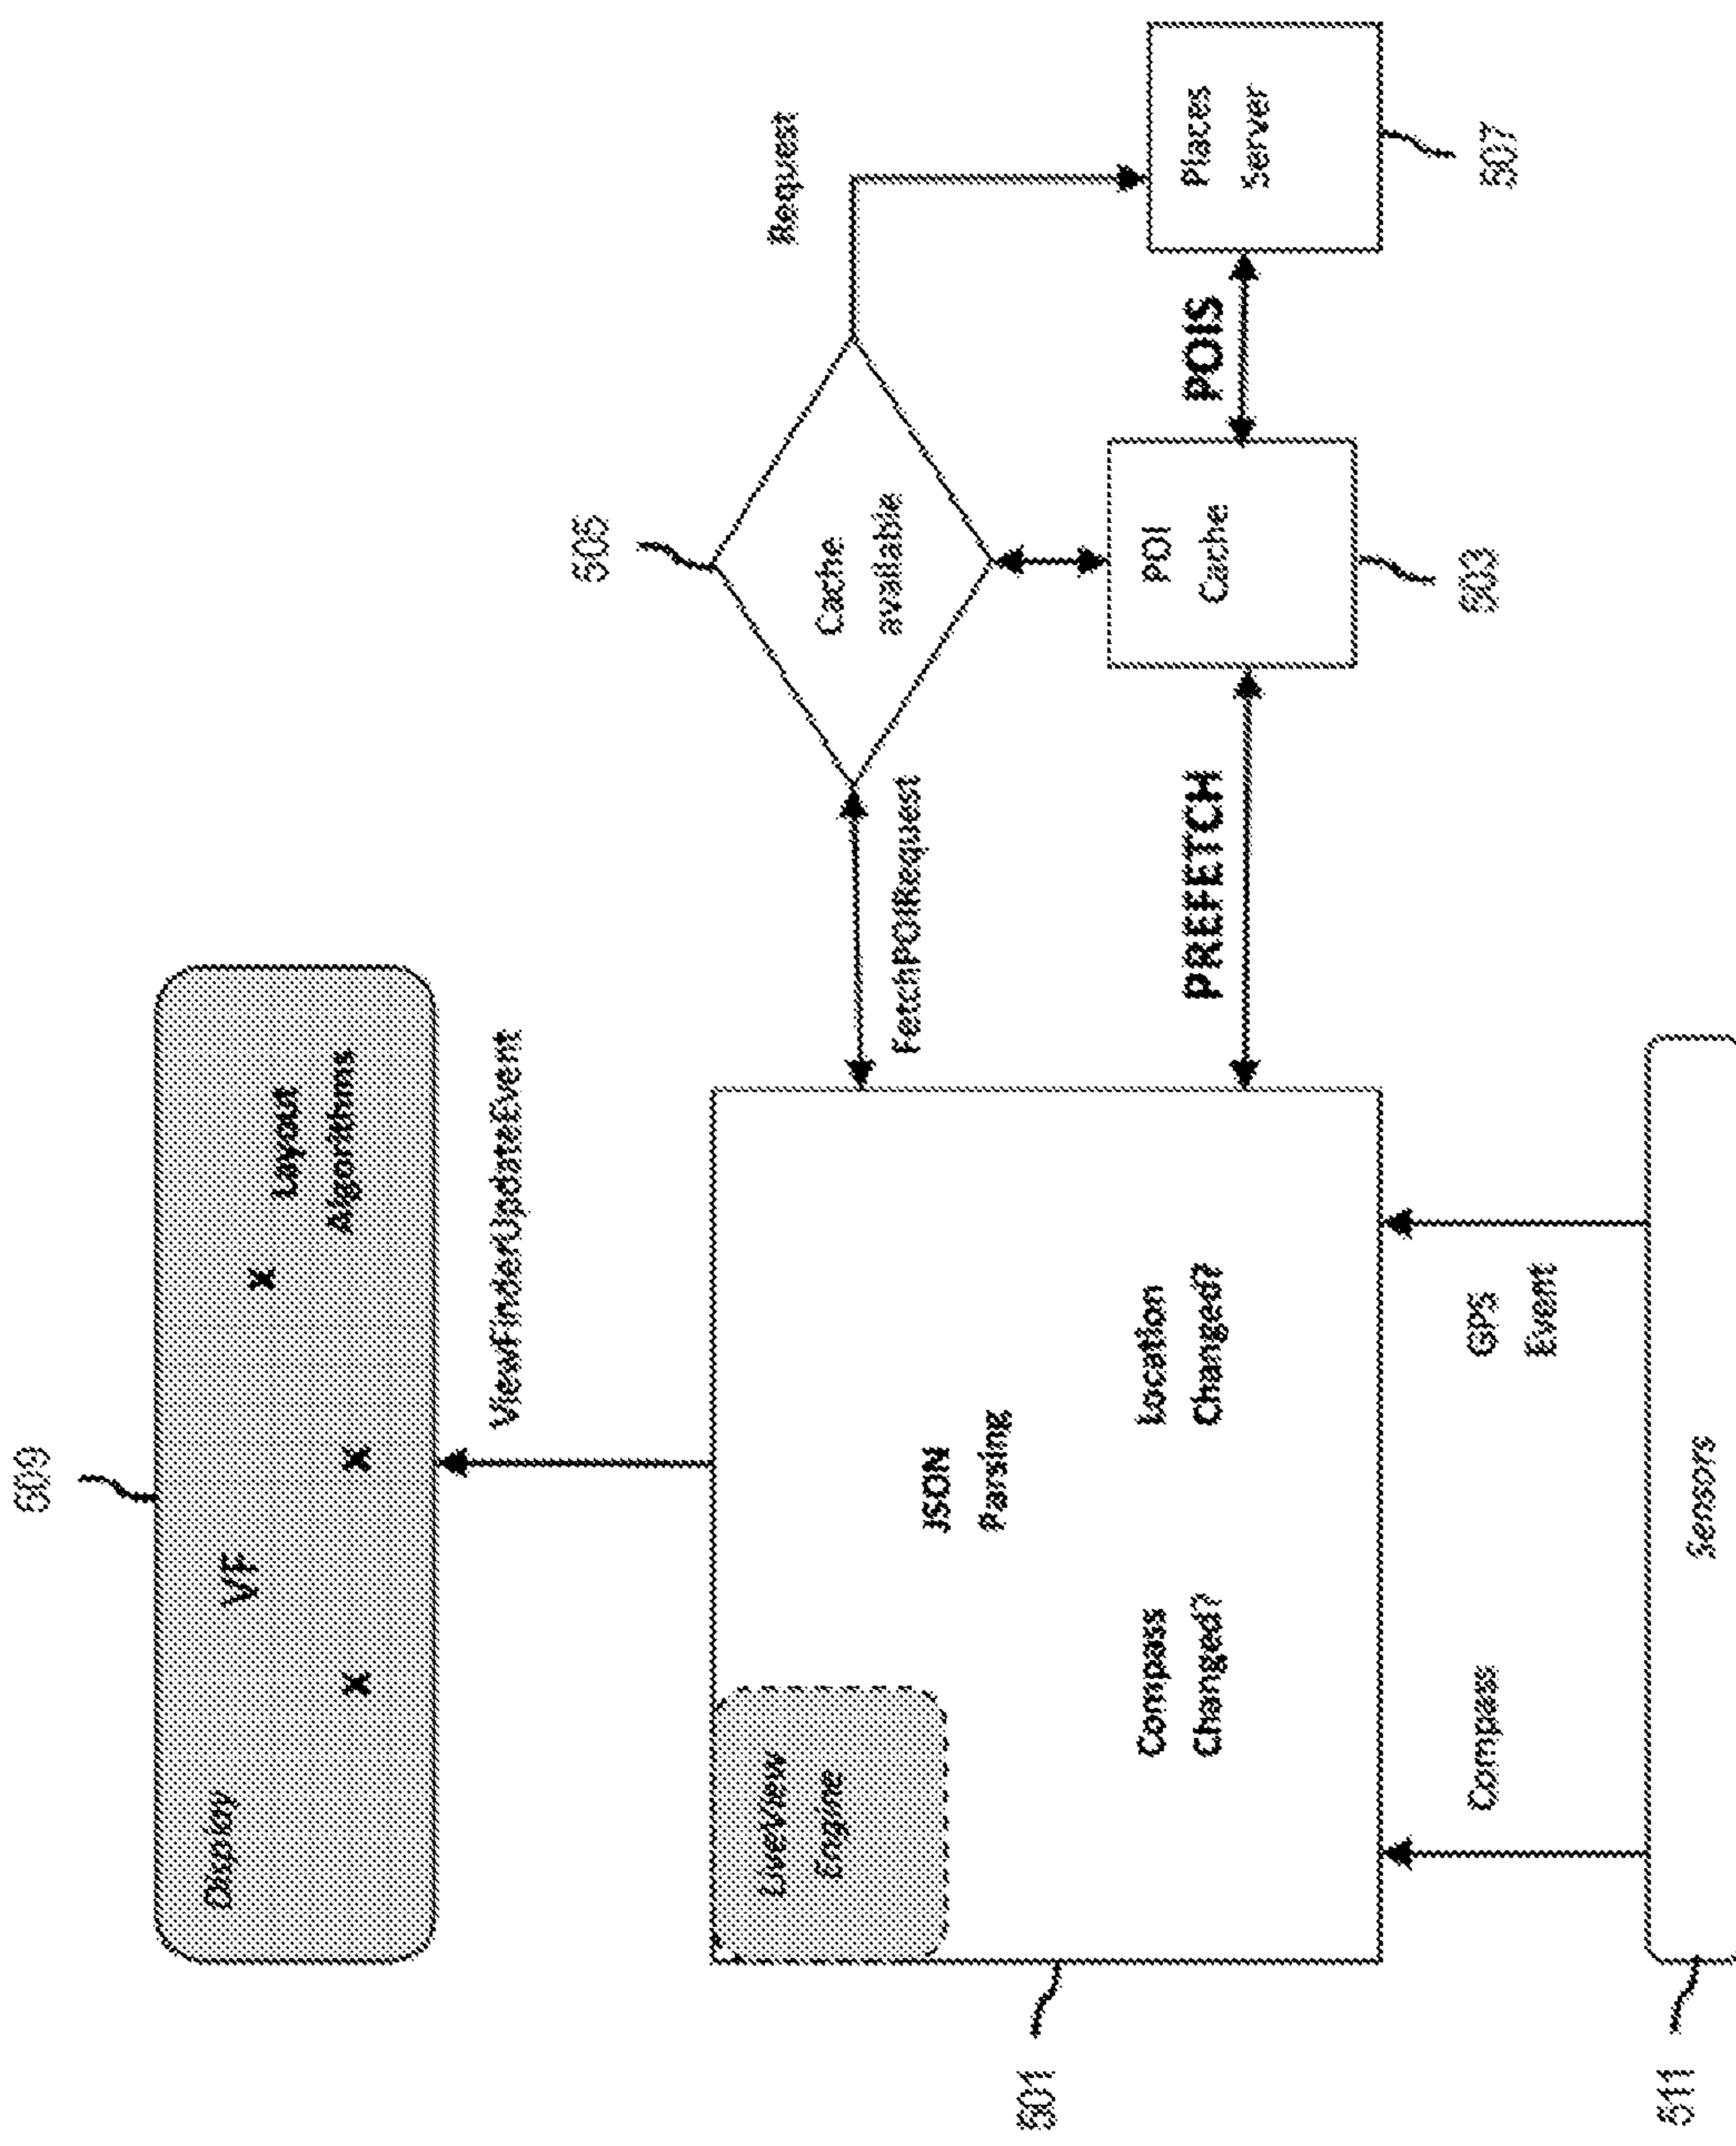 509
Display
VF
x
x
x
Layout
Algorithms
ViewFinderUpdateEvent
LiveView
Engine
JSON
Parsing
Compass
Changed?
Location
Changed?
501
FetchPOIRequest
505
Cache
available
Request
PREFETCH
POI
Cache
503
POIS
Places
Server
507
Compass
GPS
Event
Sensors
511